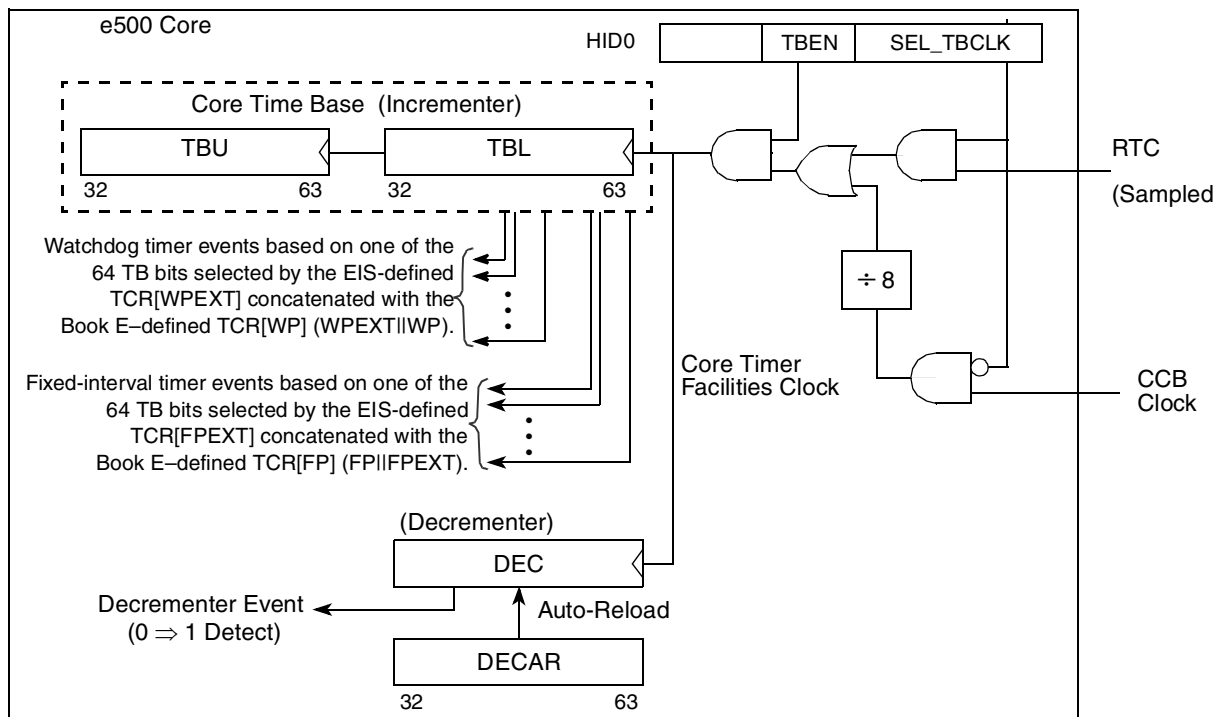 e500 Core
HID0
TBEN
SEL_TBCLK
Core Time Base (Incrementer)
TBU
TBL
32
63
32
63
RTC
(Sampled
Watchdog timer events based on one of the
64 TB bits selected by the EIS-defined
TCR[WPEXT] concatenated with the
Book E–defined TCR[WP] (WPEXT||WP).
÷ 8
Core Timer
Facilities Clock
CCB
Clock
Fixed-interval timer events based on one of the
64 TB bits selected by the EIS-defined
TCR[FPEXT] concatenated with the
Book E–defined TCR[FP] (FP||FPEXT).
(Decrementer)
DEC
Decrementer Event
(0 ⇒ 1 Detect)
Auto-Reload
DECAR
32
63